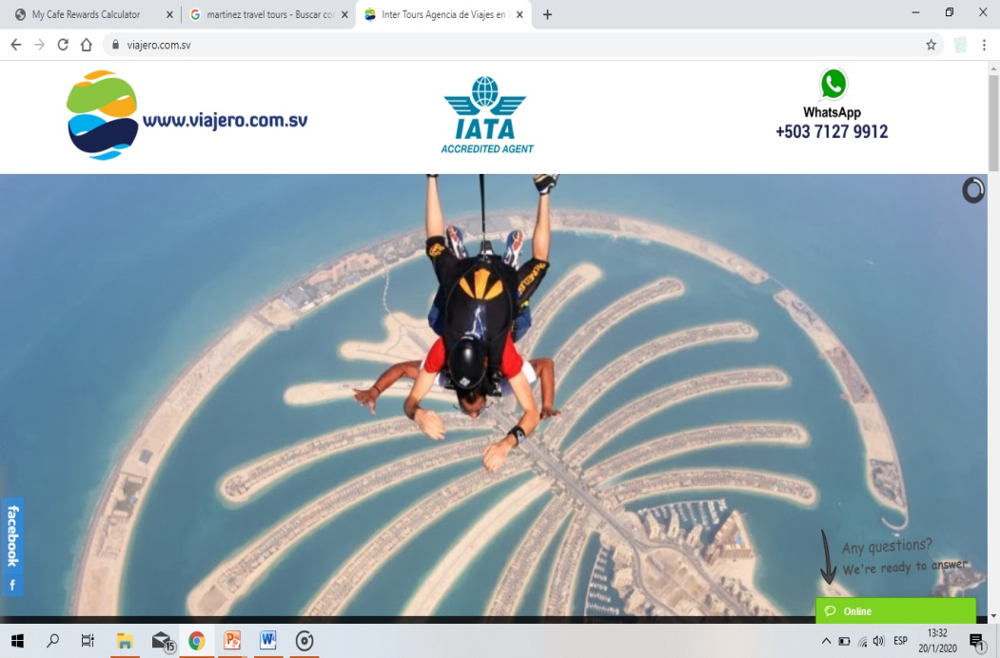 My Cafe Rewards Calculator
martinez travel tours - Buscar co
Inter Tours Agencia de Viajes en
viajero.com.sv
www.viajero.com.sv
IATA
ACCREDITED AGENT
WhatsApp
+503 7127 9912
facebook
f
Any questions?
We're ready to answer
Online
15
ESP
13:32
20/1/2020
1